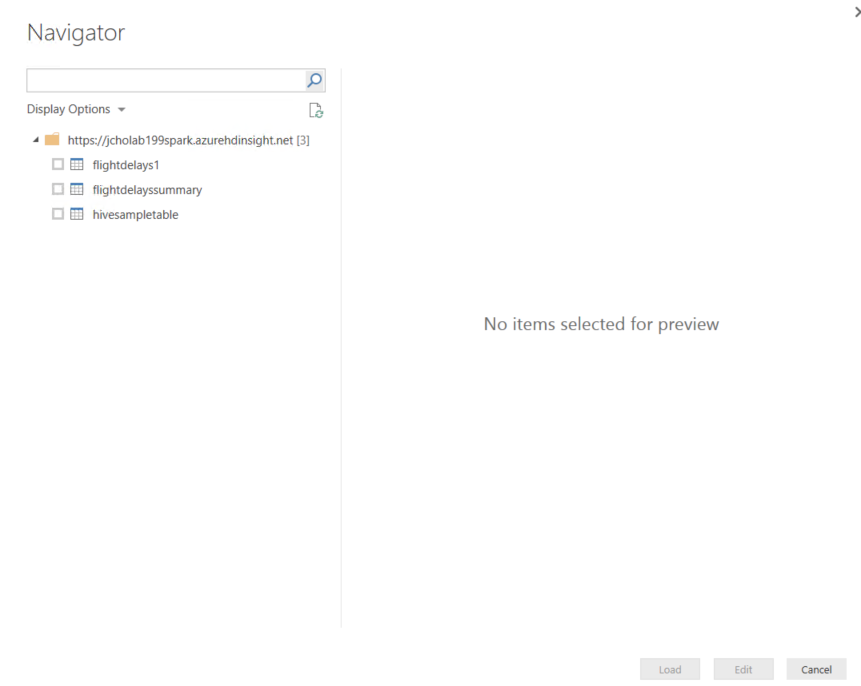 Navigator
Display Options
https://jcholab199spark.azurehdinsight.net [3]
flightdelays1
flightdelayssummary
hivesampletable
No items selected for preview
Load
Edit
Cancel